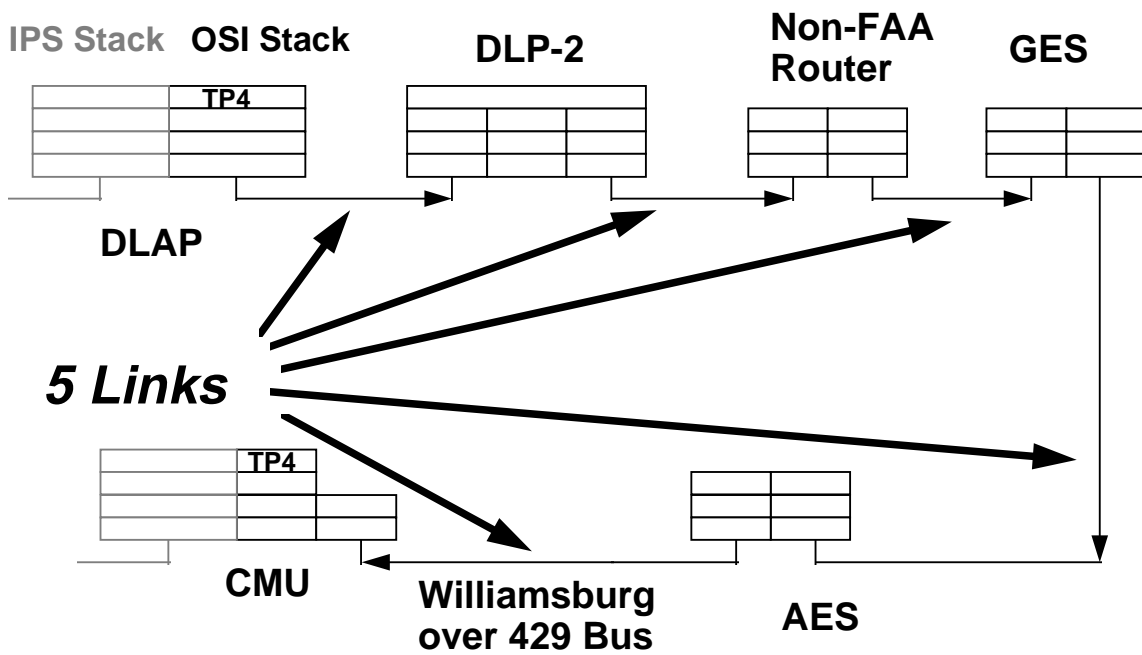 IPS Stack OSI Stack
DLP-2
Non-FAA
Router
GES
TP4
DLAP
5 Links
TP4
CMU
Williamsburg
over 429 Bus
AES